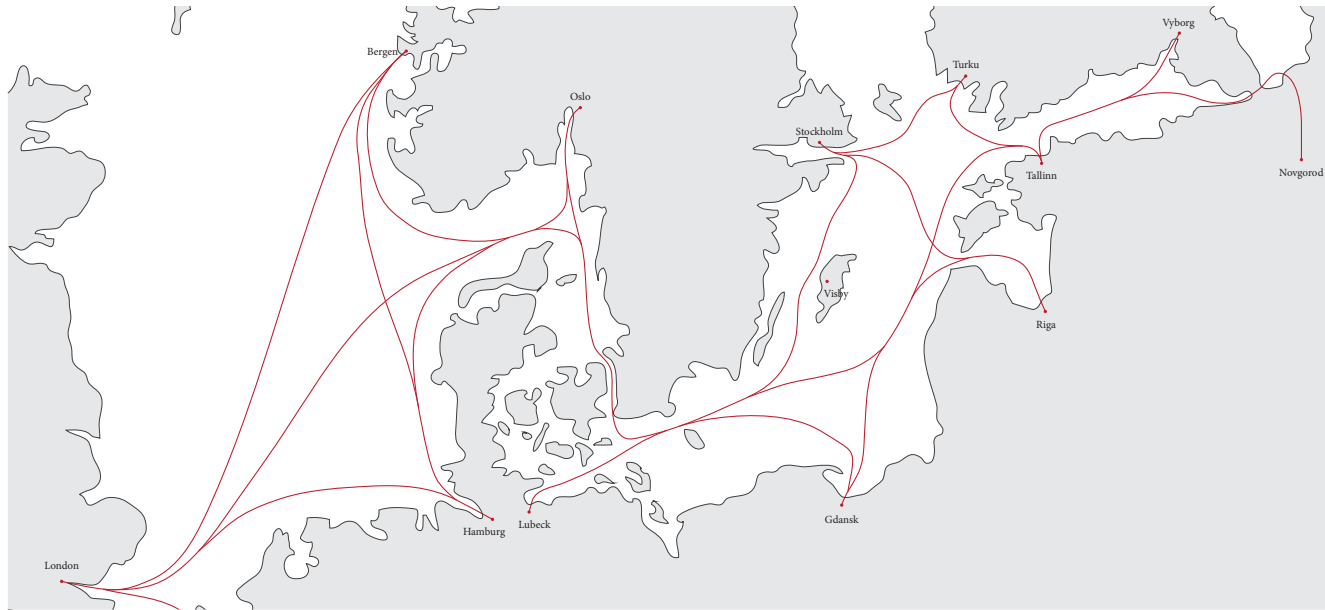 Vyborg
Bergen
Turku
Oslo
Stockholm
Tallinn
Novgorod
Visby
Riga
Gdansk
Lubeck
Hamburg
London